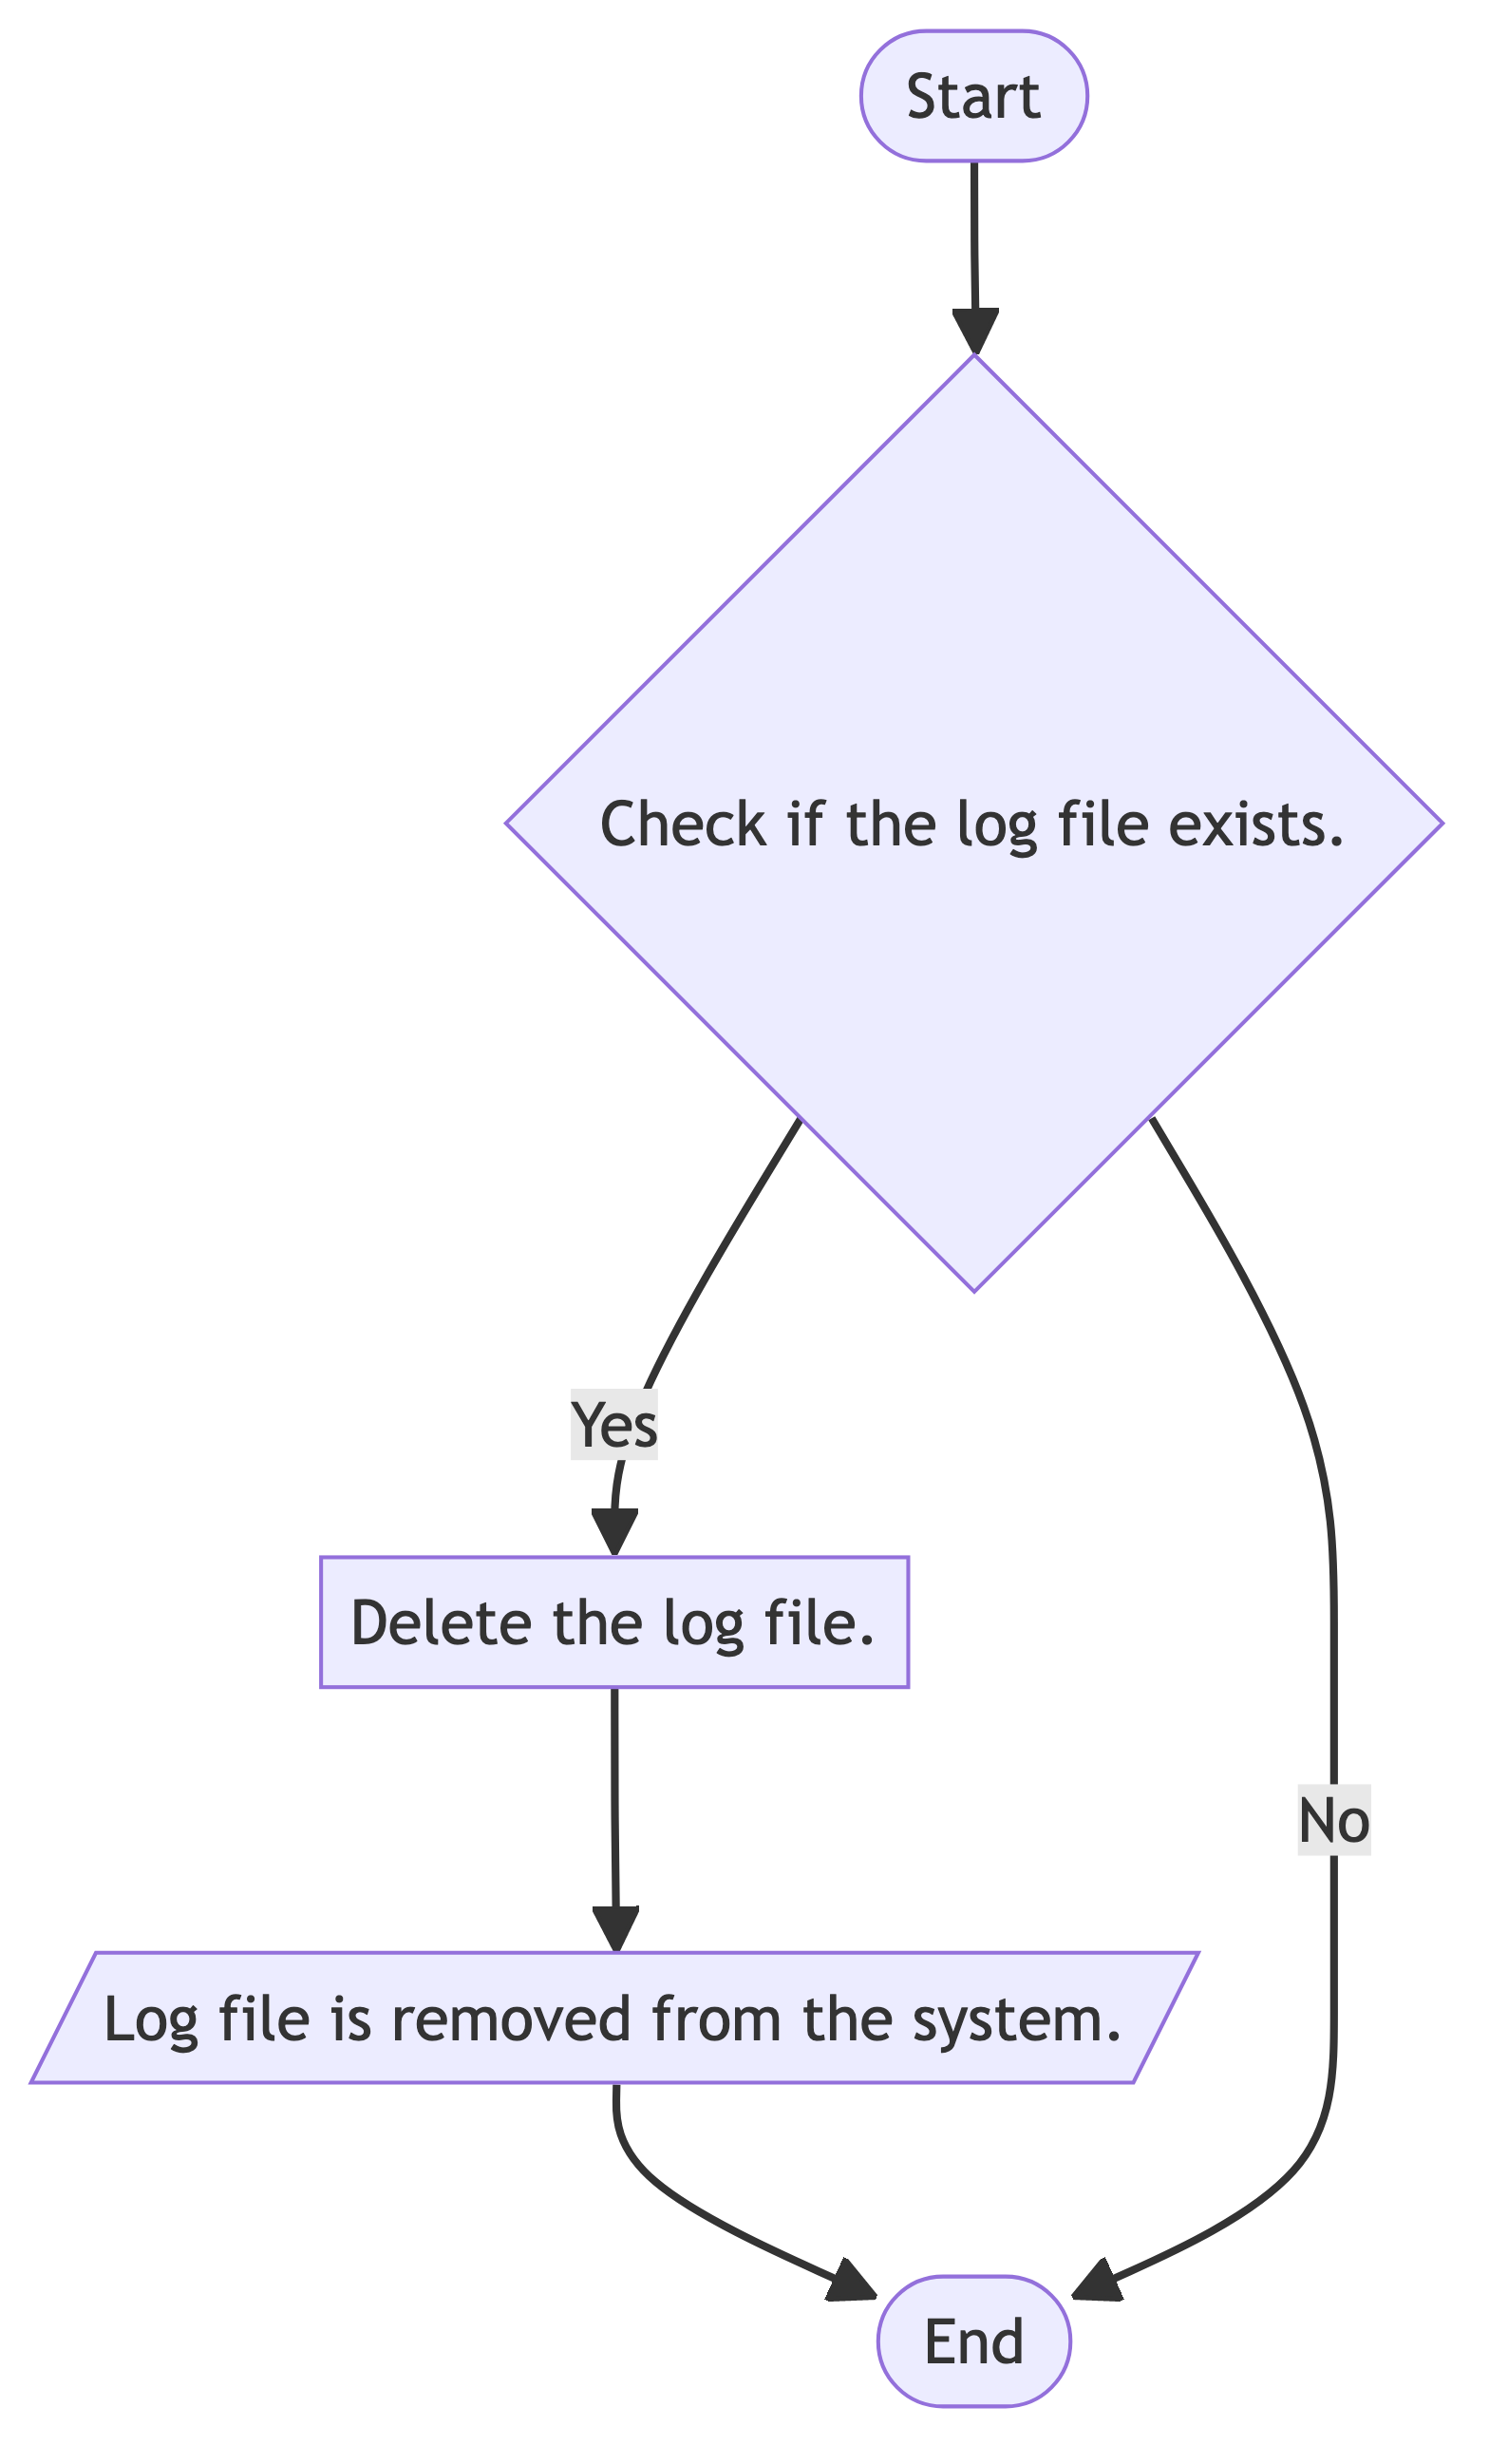 Start
Check if the log file exists.
Yes
Delete the log file.
No
Log file is removed from the system.
End